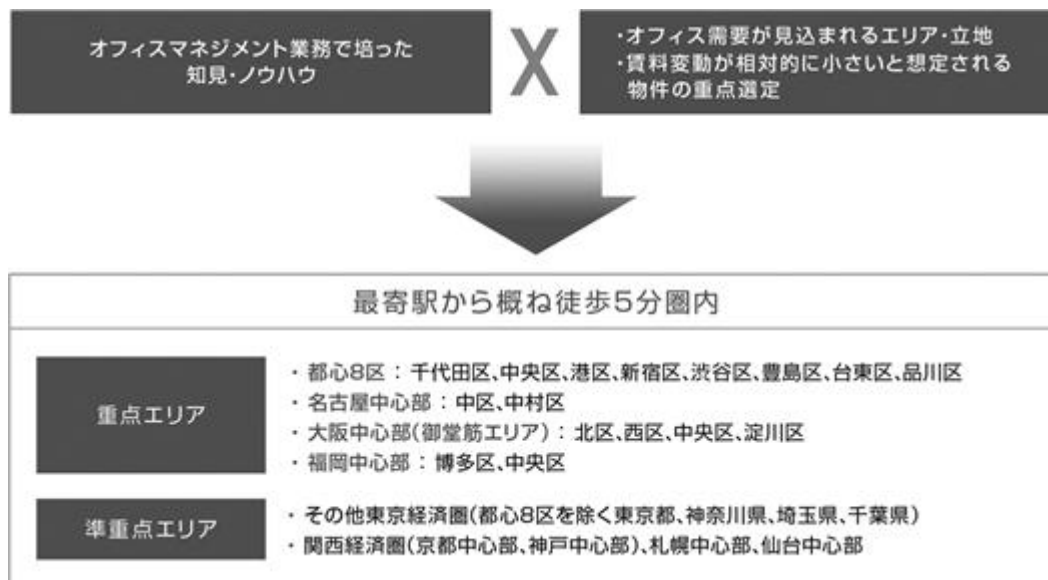 オフィスマネジメント業務で培った
知見・ノウハウ
X
・オフィス需要が見込まれるエリア・立地
・賃料変動が相対的に小さいと想定される
物件の重点選定
最寄駅から概ね徒歩5分圏内
重点エリア
・都心8区：千代田区、中央区、港区、新宿区、渋谷区、豊島区、台東区、品川区
・名古屋中心部：中区、中村区
・大阪中心部（御堂筋エリア）：北区、西区、中央区、淀川区
・福岡中心部：博多区、中央区
準重点エリア
・その他東京経済圏（都心8区を除く東京都、神奈川県、埼玉県、千葉県）
・関西経済圏（京都中心部、神戸中心部）、札幌中心部、仙台中心部